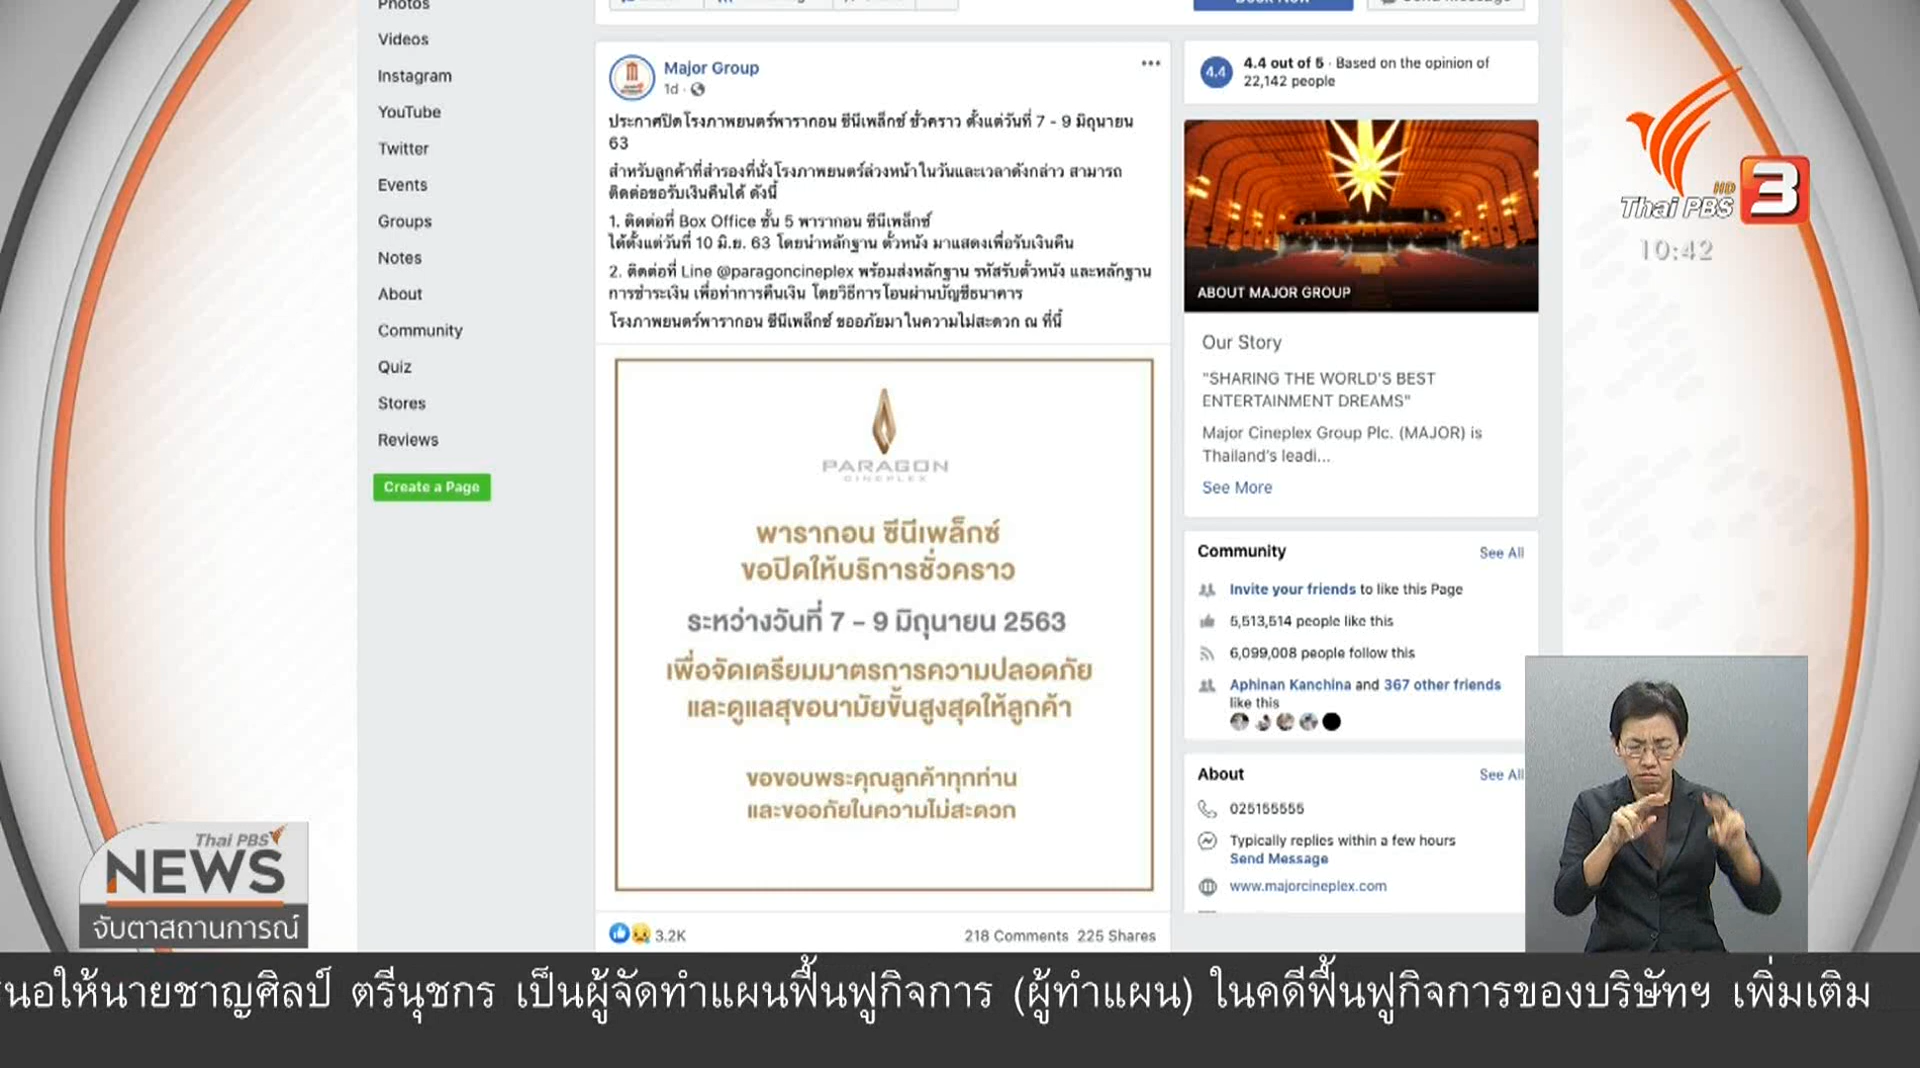 Photos
Videos
Instagram
YouTube
Twitter
Events
Groups
Notes
About
Community
Quiz
Stores
Reviews
Create a Page
Major Group
1d
ประกาศปิดโรงภาพยนตร์พารากอน ซีนีเพล็กซ์ ชั่วคราว ตั้งแต่วันที่ 7 - 9 มิถุนายน
63
สำหรับลูกค้าที่สำรองที่นั่งโรงภาพยนตร์ล่วงหน้าในวันและเวลาดังกล่าว สามารถ
ติดต่อขอรับเงินคืนได้ ดังนี้
1. ติดต่อที่ Box Office ชั้น 5 พารากอน ซีนีเพล็กซ์
ได้ตั้งแต่วันที่ 10 มิ.ย. 63 โดยนำหลักฐาน ตั๋วหนัง มาแสดงเพื่อรับเงินคืน
2. ติดต่อที่ Line @paragoncineplex พร้อมส่งหลักฐาน รหัสรับตั๋วหนัง และหลักฐาน
การชำระเงิน เพื่อทำการคืนเงิน โดยวิธีการโอนผ่านบัญชีธนาคาร
โรงภาพยนตร์พารากอน ซีนีเพล็กซ์ ขออภัยมาในความไม่สะดวก ณ ที่นี้
PARAGON
CINEPLEX
พารากอน ซีนีเพล็กซ์
ขอปิดให้บริการชั่วคราว
ระหว่างวันที่ 7 – 9 มิถุนายน 2563
เพื่อจัดเตรียมมาตรการความปลอดภัย
และดูแลสุขอนามัยขั้นสูงสุดให้ลูกค้า
ขอขอบพระคุณลูกค้าทุกท่าน
และขออภัยในความไม่สะดวก
3.2K
218 Comments 225 Shares
Book Now
Send Message
4.4
4.4 out of 5 · Based on the opinion of
22,142 people
ABOUT MAJOR GROUP
Our Story
"SHARING THE WORLD'S BEST
ENTERTAINMENT DREAMS"
Major Cineplex Group Plc. (MAJOR) is
Thailand's leadi...
See More
Community
See All
Invite your friends to like this Page
5,513,514 people like this
6,099,008 people follow this
Aphinan Kanchina and 367 other friends
like this
About
See All
025155555
Typically replies within a few hours
Send Message
www.majorcineplex.com
HD
Thai PBS
3
10:42
Thai PBS
NEWS
จับตาสถานการณ์
นอให้นายชาญศิลป์ ตรีนุชกร เป็นผู้จัดทำแผนฟื้นฟูกิจการ (ผู้ทำแผน) ในคดีฟื้นฟูกิจการของบริษัทฯ เพิ่มเติม